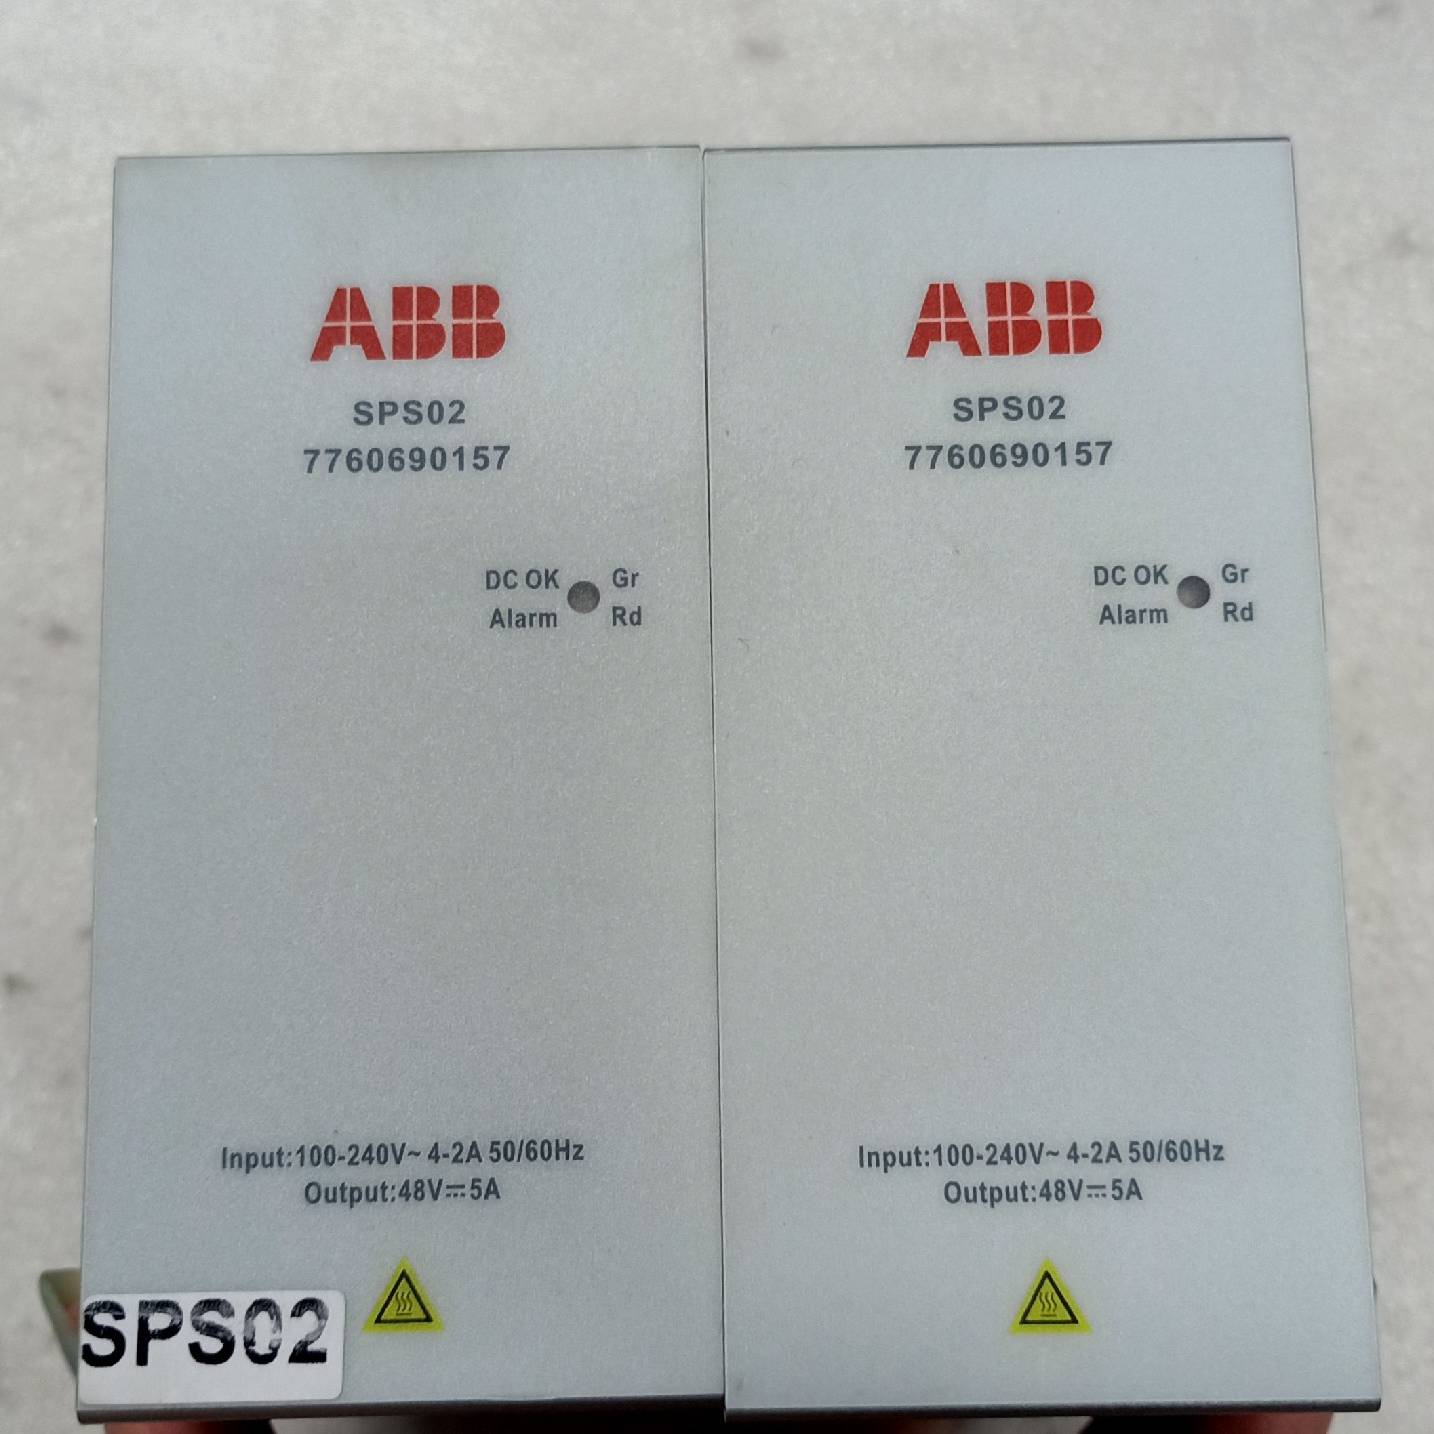 ABB
SPS02
7760690157
DC OK Gr
Alarm Rd
Input:100-240V~ 4-2A 50/60Hz
Output:48V⎓5A
SPS02
ABB
SPS02
7760690157
DC OK Gr
Alarm Rd
Input:100-240V~ 4-2A 50/60Hz
Output:48V⎓5A